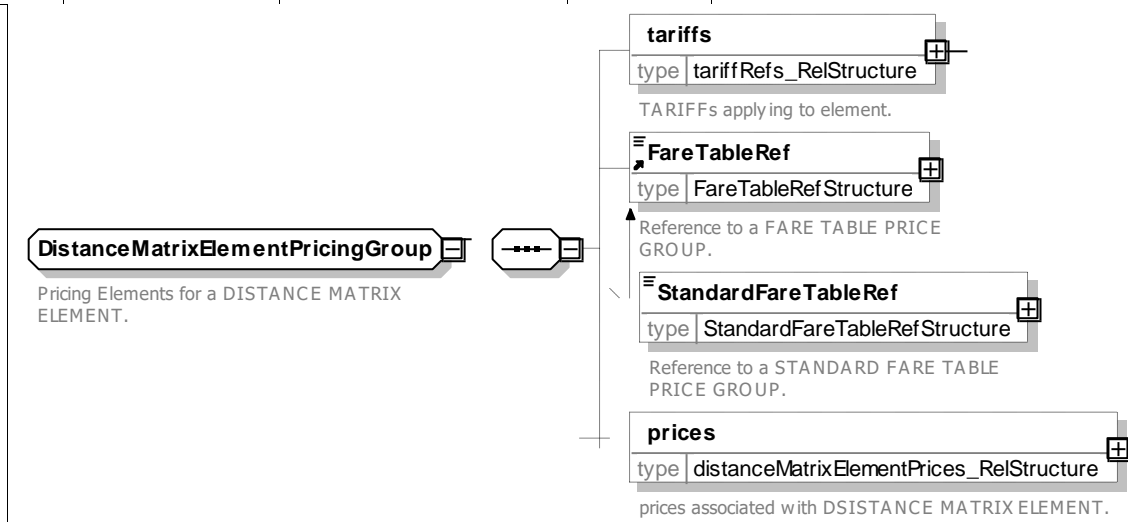 tariffs
type tariffRefs_RelStructure
TARIFFs applying to element.
FareTableRef
type FareTableRefStructure
Reference to a FARE TABLE PRICE
GROUP.
DistanceMatrixElementPricingGroup
Pricing Elements for a DISTANCE MATRIX
ELEMENT.
StandardFareTableRef
type StandardFareTableRefStructure
Reference to a STANDARD FARE TABLE
PRICE GROUP.
prices
type distanceMatrixElementPrices_RelStructure
prices associated with DSISTANCE MATRIX ELEMENT.